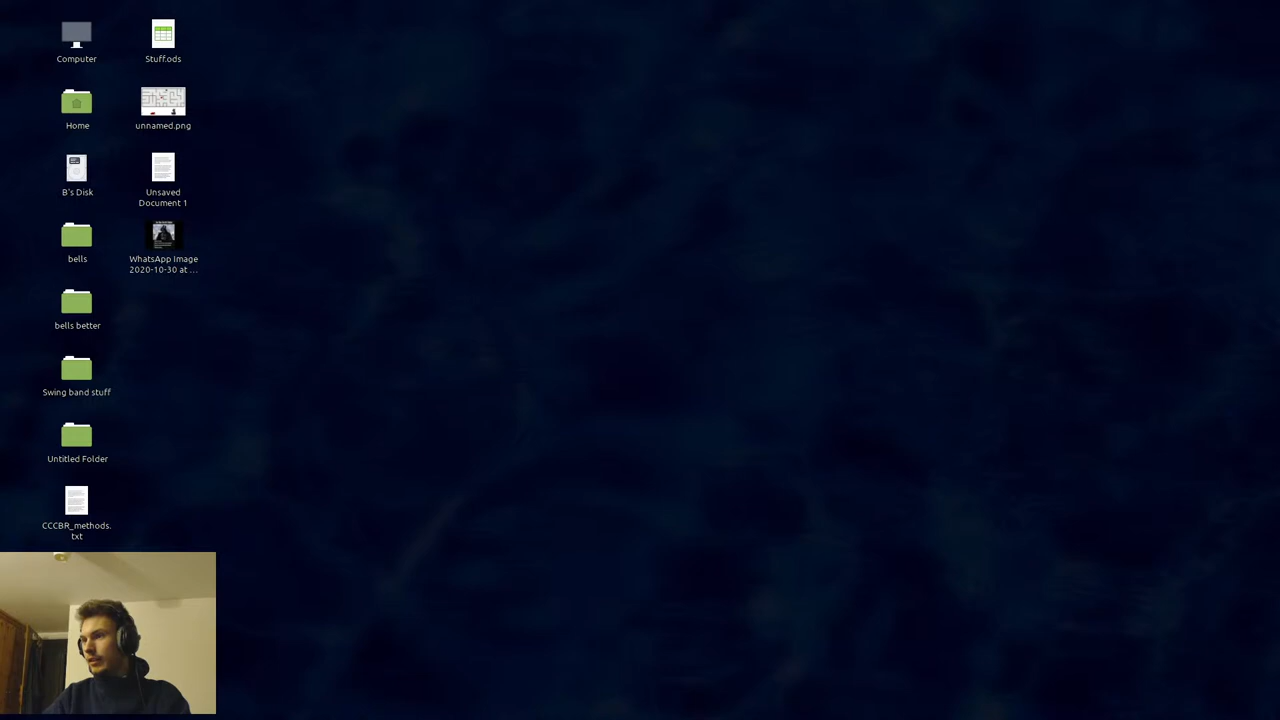 Computer
Home
B's Disk
bells
bells better
Swing band stuff
Untitled Folder
CCCBR_methods.
txt
Stuff.ods
unnamed.png
Unsaved
Document 1
WhatsApp Image
2020-10-30 at ...